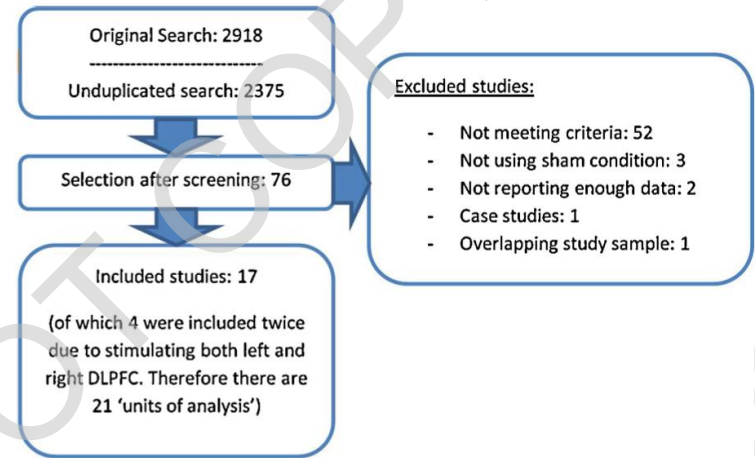 Original Search: 2918
----------------------------
Unduplicated search: 2375
Selection after screening: 76
Included studies: 17
(of which 4 were included twice
due to stimulating both left and
right DLPFC. Therefore there are
21 ‘units of analysis’)
Excluded studies:
- Not meeting criteria: 52
- Not using sham condition: 3
- Not reporting enough data: 2
- Case studies: 1
- Overlapping study sample: 1